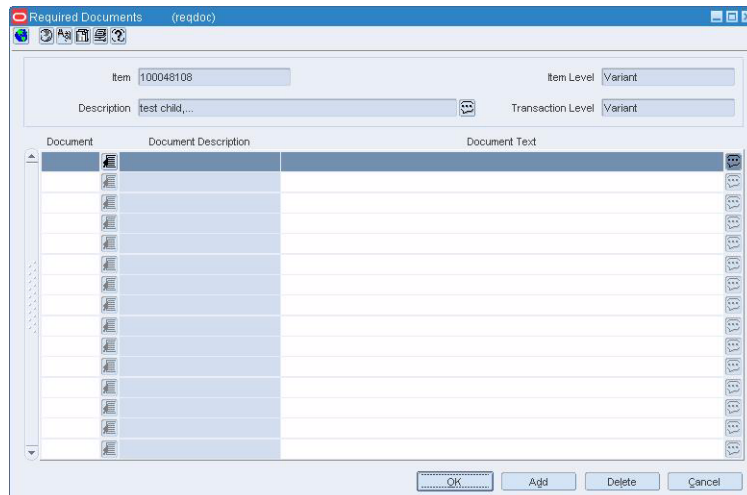 Required Documents (reqdoc)
Item 100048108 Item Level Variant
Description test child,... Transaction Level Variant
Document Document Description Document Text
OK Add Delete Cancel